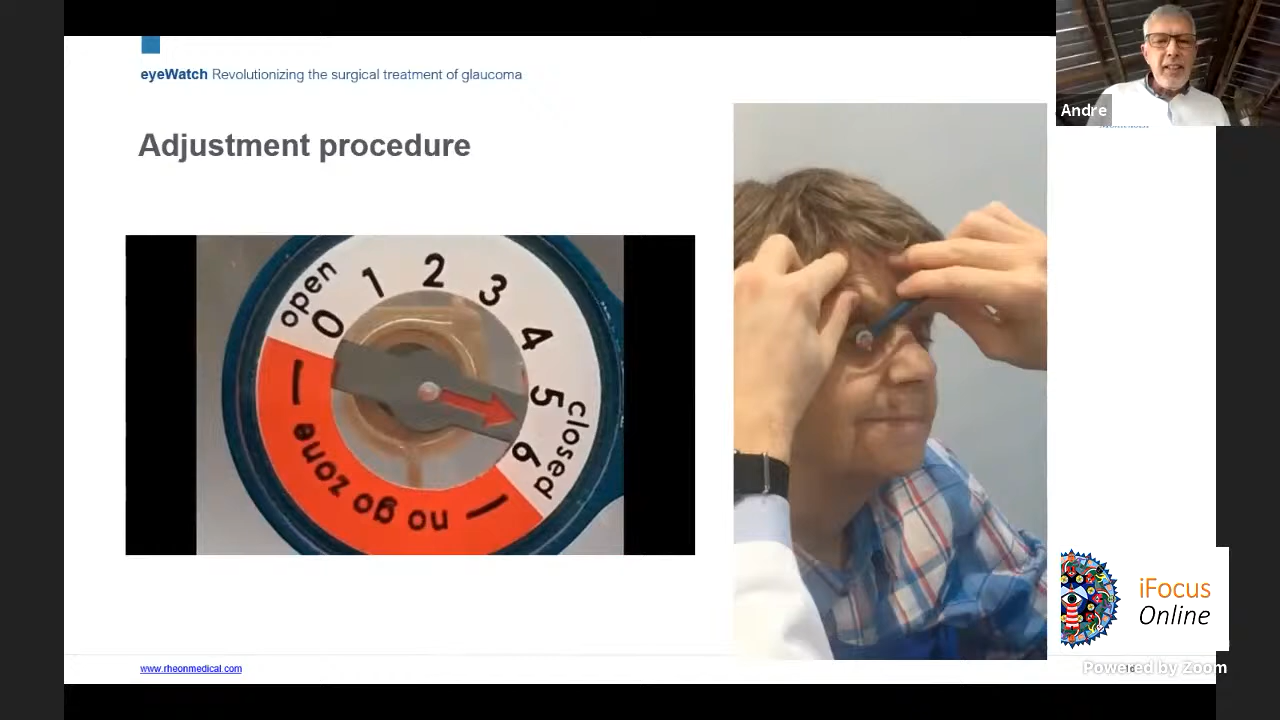 eyeWatch Revolutionizing the surgical treatment of glaucoma
Andre
Adjustment procedure
open
0
1
2
3
4
5
6
closed
no go zone
iFocus
Online
www.rheonmedical.com
Powered by Zoom